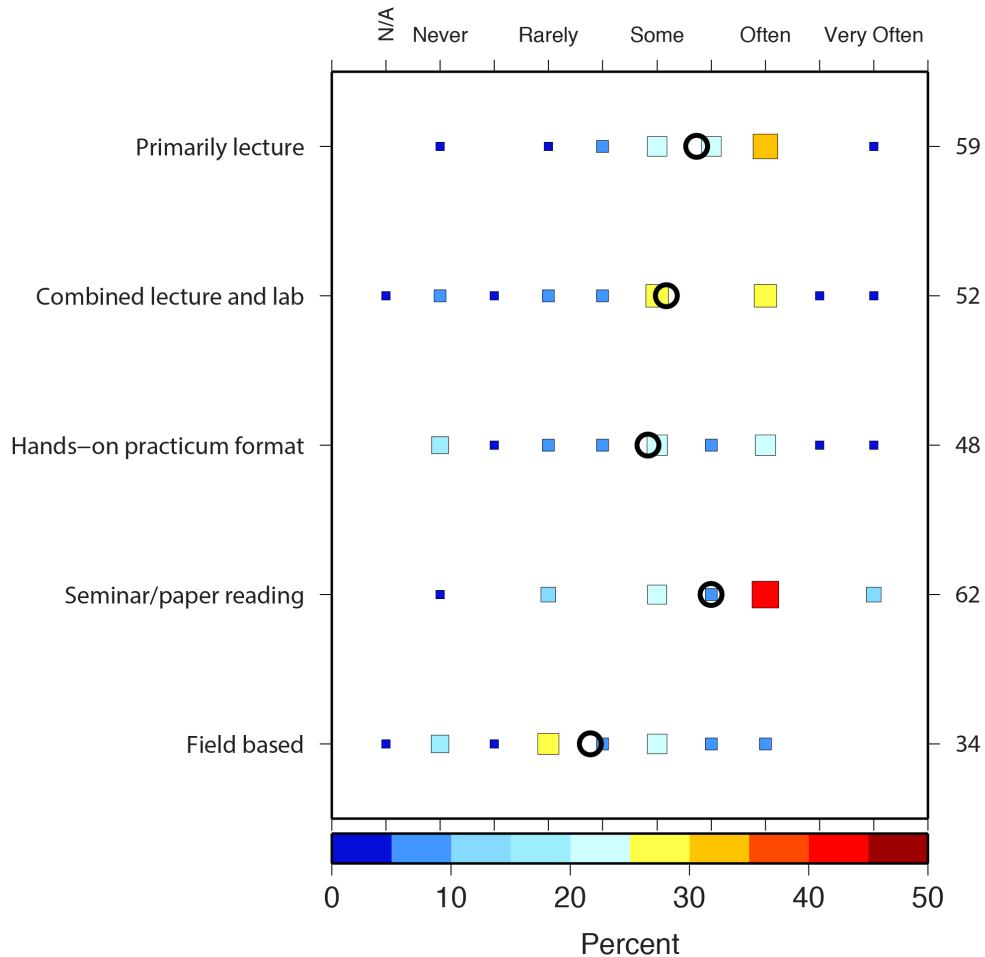 N/A Never Rarely Some Often Very Often
Primarily lecture 59
Combined lecture and lab 52
Hands−on practicum format 48
Seminar/paper reading 62
Field based 34
0 10 20 30 40 50
Percent